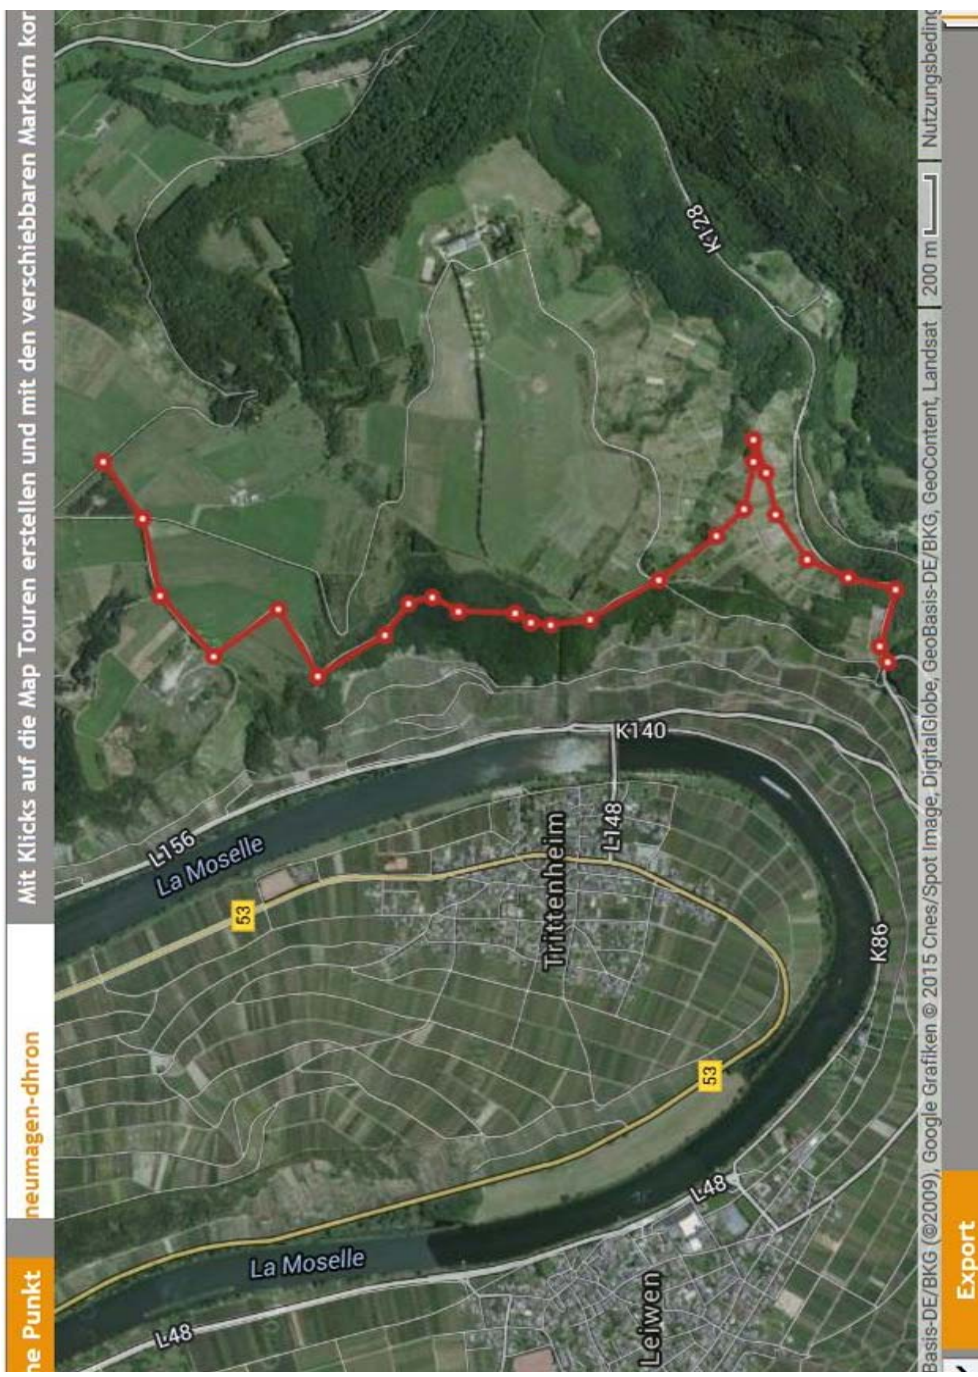 ne Punkt neumagen-dhron Mit Klicks auf die Map Touren erstellen und mit den verschiebbaren Markern kor
L48
L156
La Moselle
53
La Moselle
Trittenheim
L148
K140
Leiwen
K128
L48
53
K86
Basis-DE/BKG (©2009), Google Grafiken © 2015 Cnes/Spot Image, DigitalGlobe, GeoBasis-DE/BKG, GeoContent, Landsat 200 m Nutzungsbeding
Export